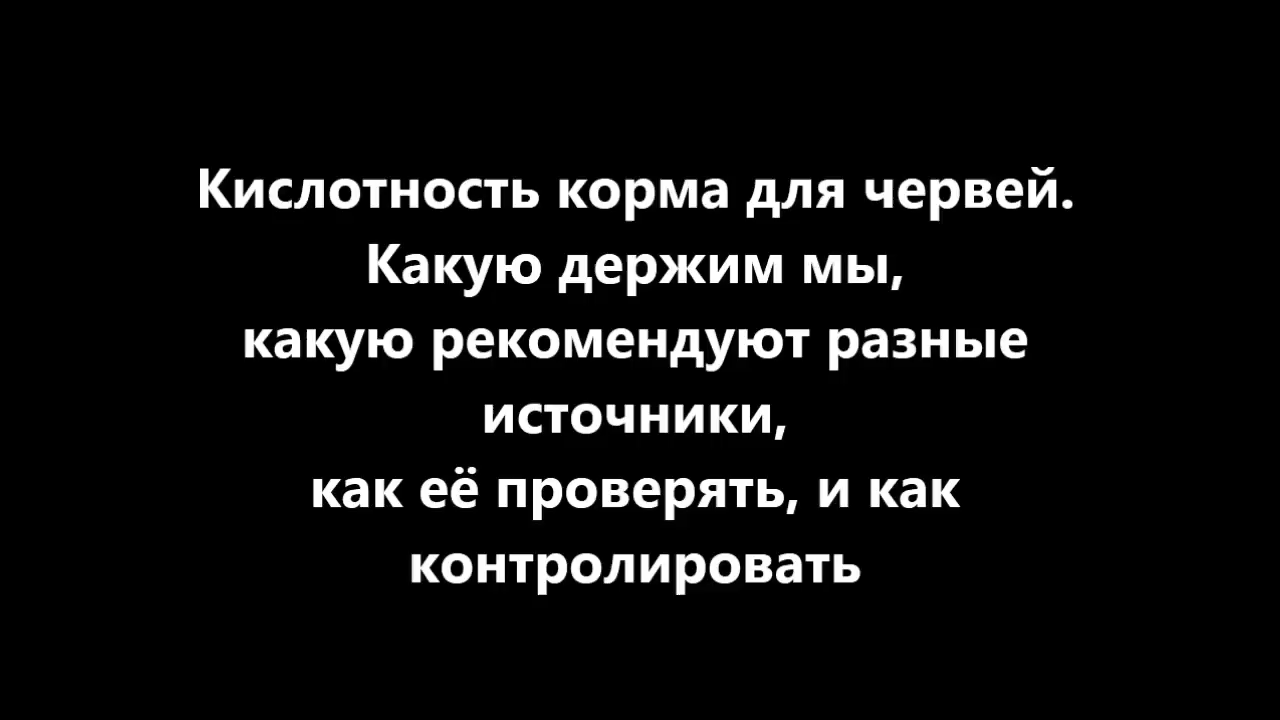 Кислотность корма для червей.
Какую держим мы,
какую рекомендуют разные
источники,
как её проверять, и как
контролировать